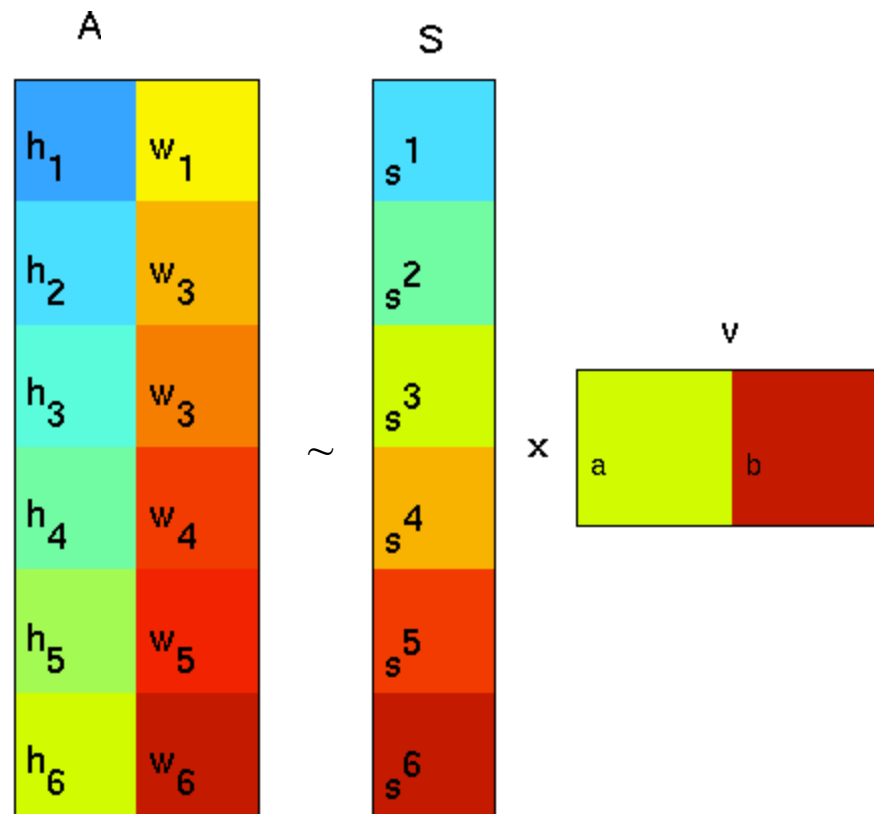 A S
h₁ w₁ s¹
h₂ w₃ s²
v
h₃ w₃ s³
~ x a b
h₄ w₄ s⁴
h₅ w₅ s⁵
h₆ w₆ s⁶